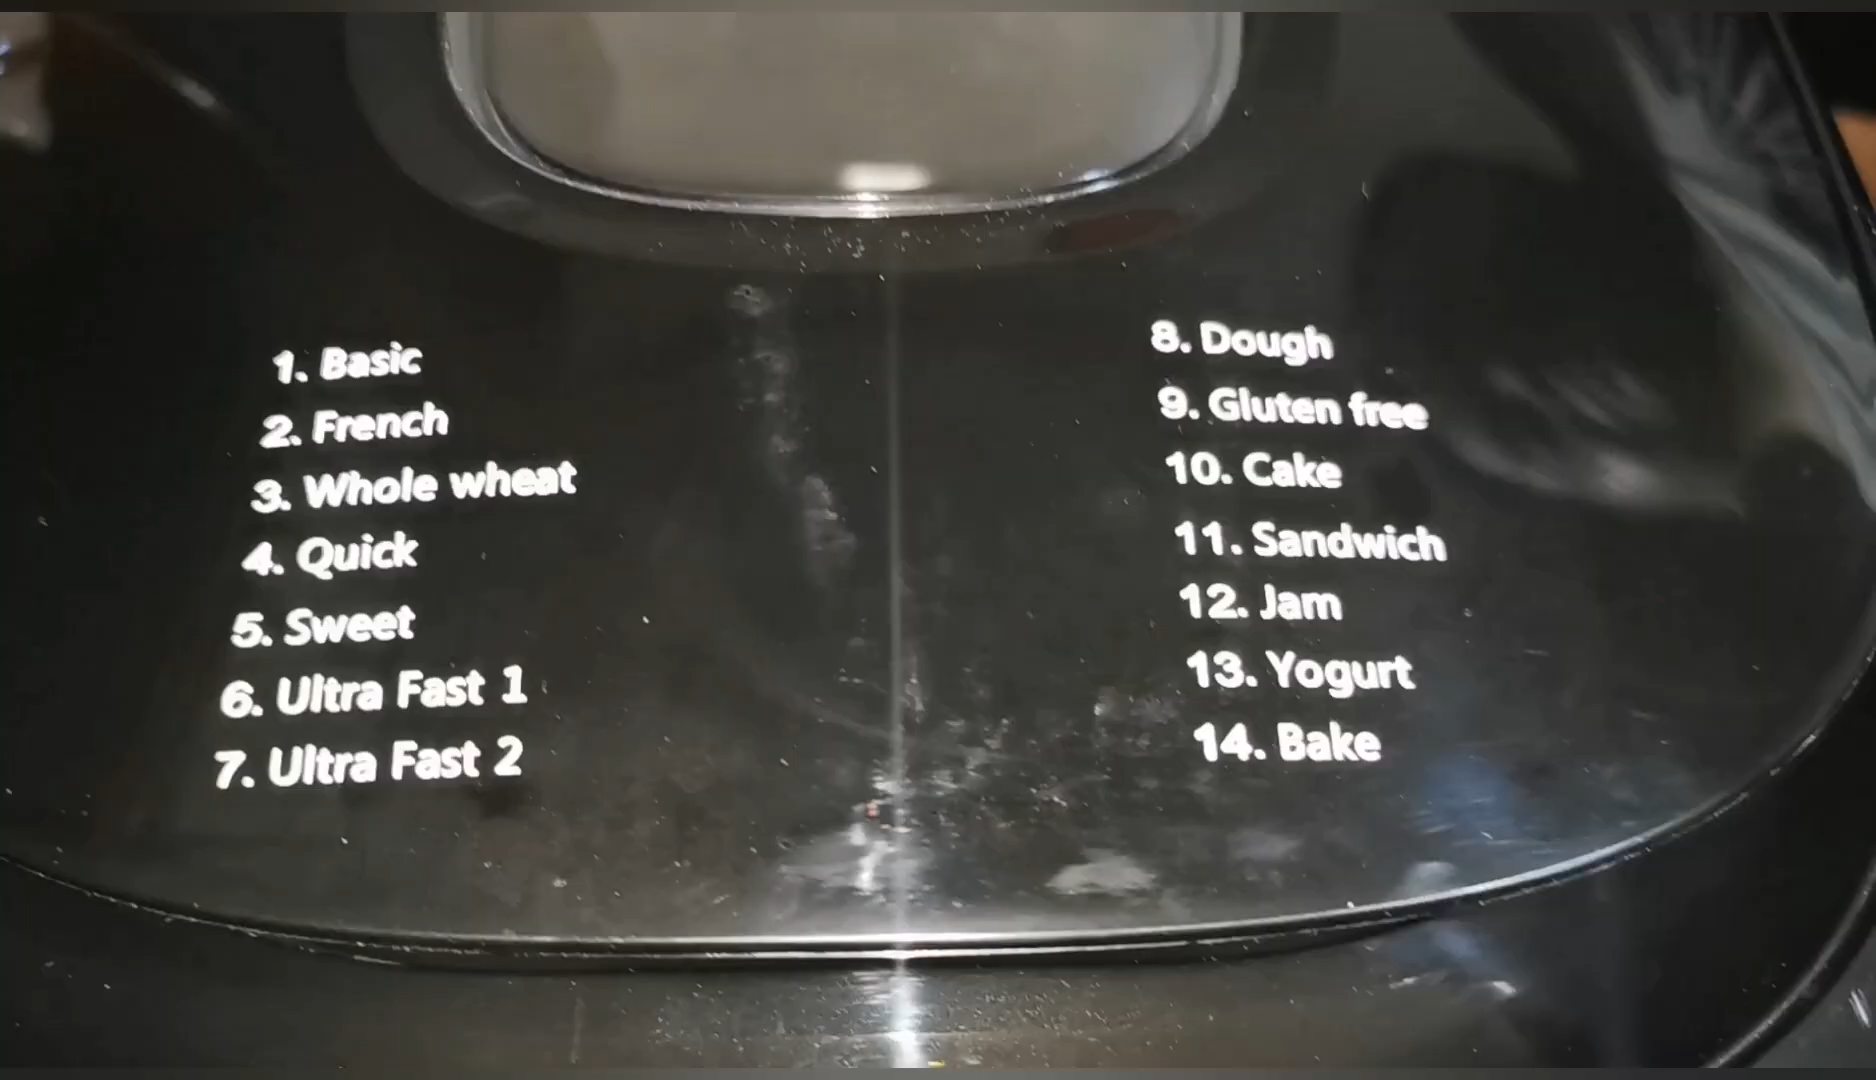 1. Basic
2. French
3. Whole wheat
4. Quick
5. Sweet
6. Ultra Fast 1
7. Ultra Fast 2
8. Dough
9. Gluten free
10. Cake
11. Sandwich
12. Jam
13. Yogurt
14. Bake